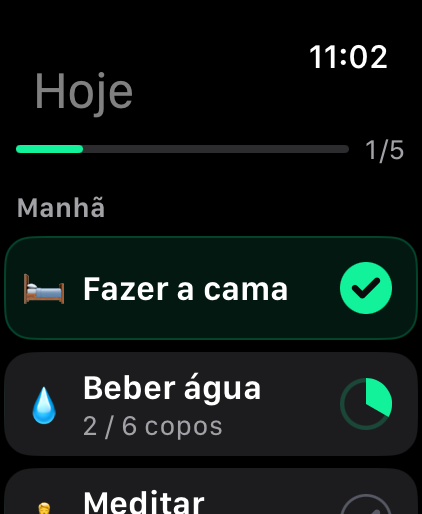 11:02
Hoje
1/5
Manhã
Fazer a cama
Beber água
2 / 6 copos
Meditar